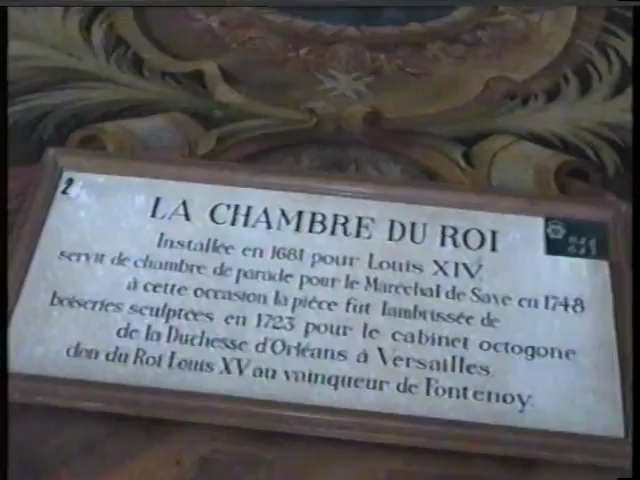 2
LA CHAMBRE DU ROI
Installée en 1681 pour Louis XIV
servit de chambre de parade pour le Maréchal de Saxe en 1748
à cette occasion la pièce fut lambrissée de
boiseries sculptées en 1723 pour le cabinet octogone
de la Duchesse d'Orléans à Versailles
don du Roi Louis XV au vainqueur de Fontenoy.